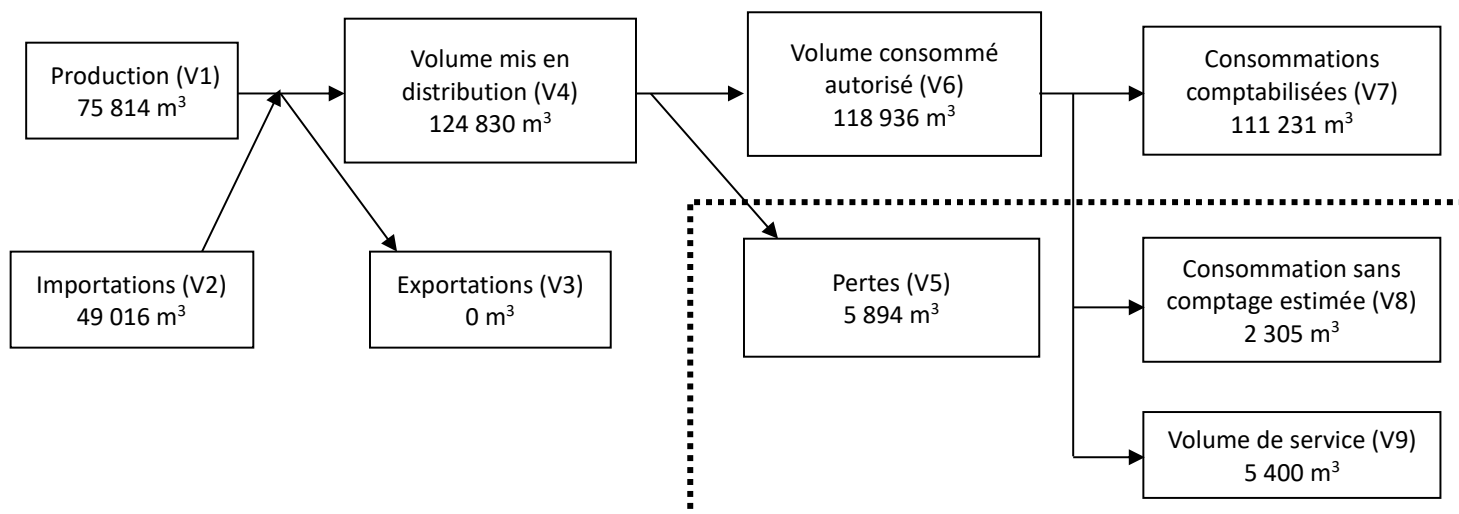 Production (V1)
75 814 m³
Volume mis en
distribution (V4)
124 830 m³
Volume consommé
autorisé (V6)
118 936 m³
Consommations
comptabilisées (V7)
111 231 m³
Importations (V2)
49 016 m³
Exportations (V3)
0 m³
Pertes (V5)
5 894 m³
Consommation sans
comptage estimée (V8)
2 305 m³
Volume de service (V9)
5 400 m³